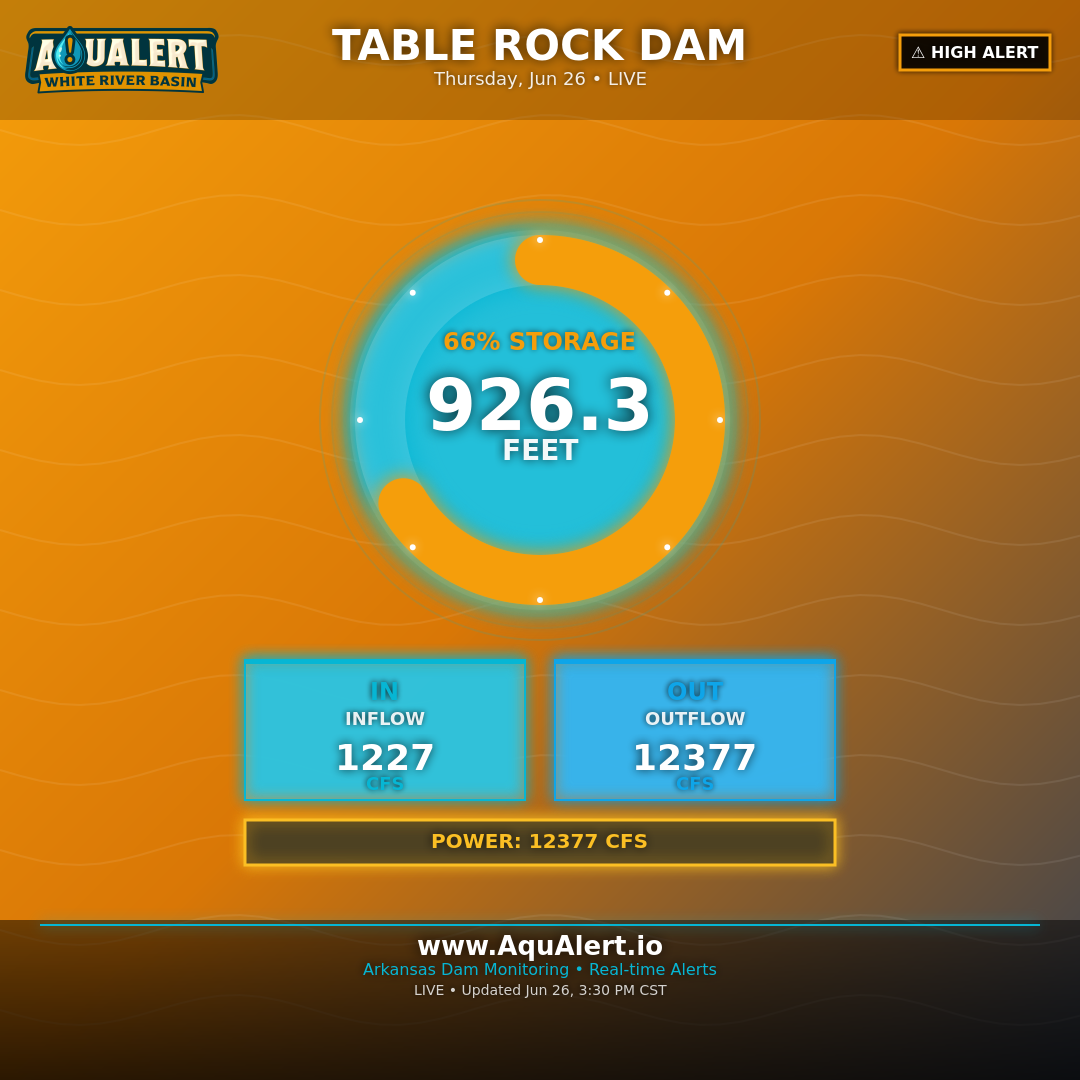 AQUALERT
WHITE RIVER BASIN
TABLE ROCK DAM
Thursday, Jun 26 • LIVE
⚠ HIGH ALERT
66% STORAGE
926.3
FEET
IN
INFLOW
1227
CFS
OUT
OUTFLOW
12377
CFS
POWER: 12377 CFS
www.AquAlert.io
Arkansas Dam Monitoring • Real-time Alerts
LIVE • Updated Jun 26, 3:30 PM CST